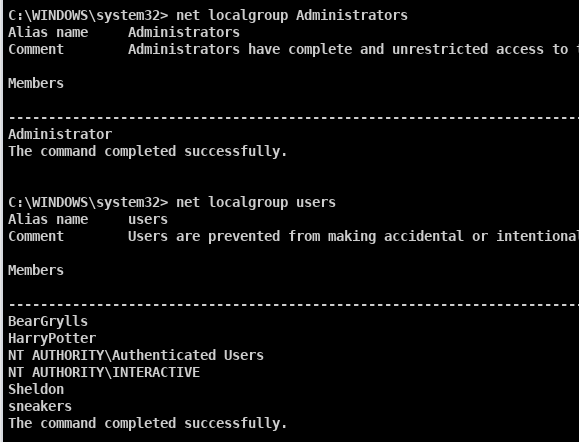 C:\WINDOWS\system32> net localgroup Administrators
Alias name     Administrators
Comment        Administrators have complete and unrestricted access to
Members
-----------------------------------------------------------------------
Administrator
The command completed successfully.
C:\WINDOWS\system32> net localgroup users
Alias name     users
Comment        Users are prevented from making accidental or intentional
Members
-----------------------------------------------------------------------
BearGrylls
HarryPotter
NT AUTHORITY\Authenticated Users
NT AUTHORITY\INTERACTIVE
Sheldon
sneakers
The command completed successfully.